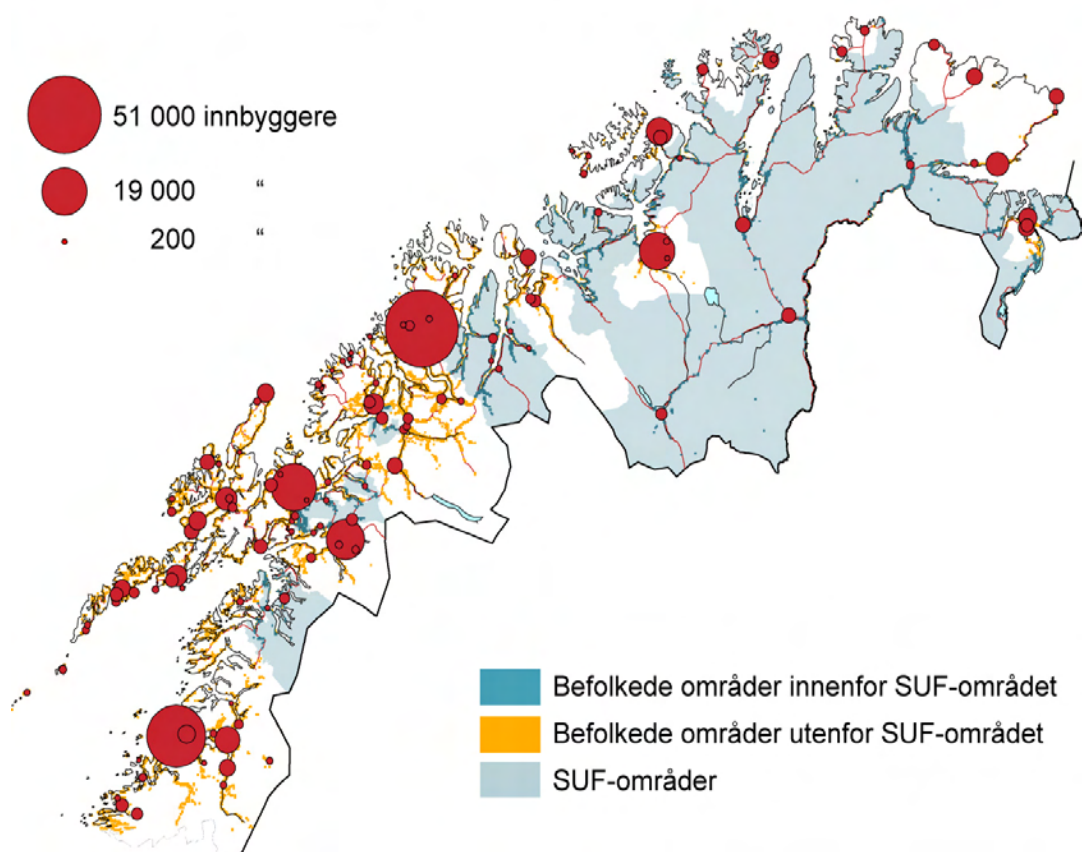 51 000 innbyggere
19 000 “
200 “
Befolkede områder innenfor SUF-området
Befolkede områder utenfor SUF-området
SUF-områder